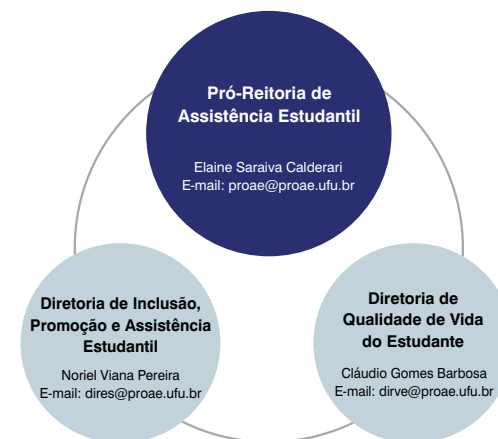 Pró-Reitoria de
Assistência Estudantil
Elaine Saraiva Calderari
E-mail: proae@proae.ufu.br
Diretoria de Inclusão,
Promoção e Assistência
Estudantil
Noriel Viana Pereira
E-mail: dires@proae.ufu.br
Diretoria de
Qualidade de Vida
do Estudante
Cláudio Gomes Barbosa
E-mail: dirve@proae.ufu.br